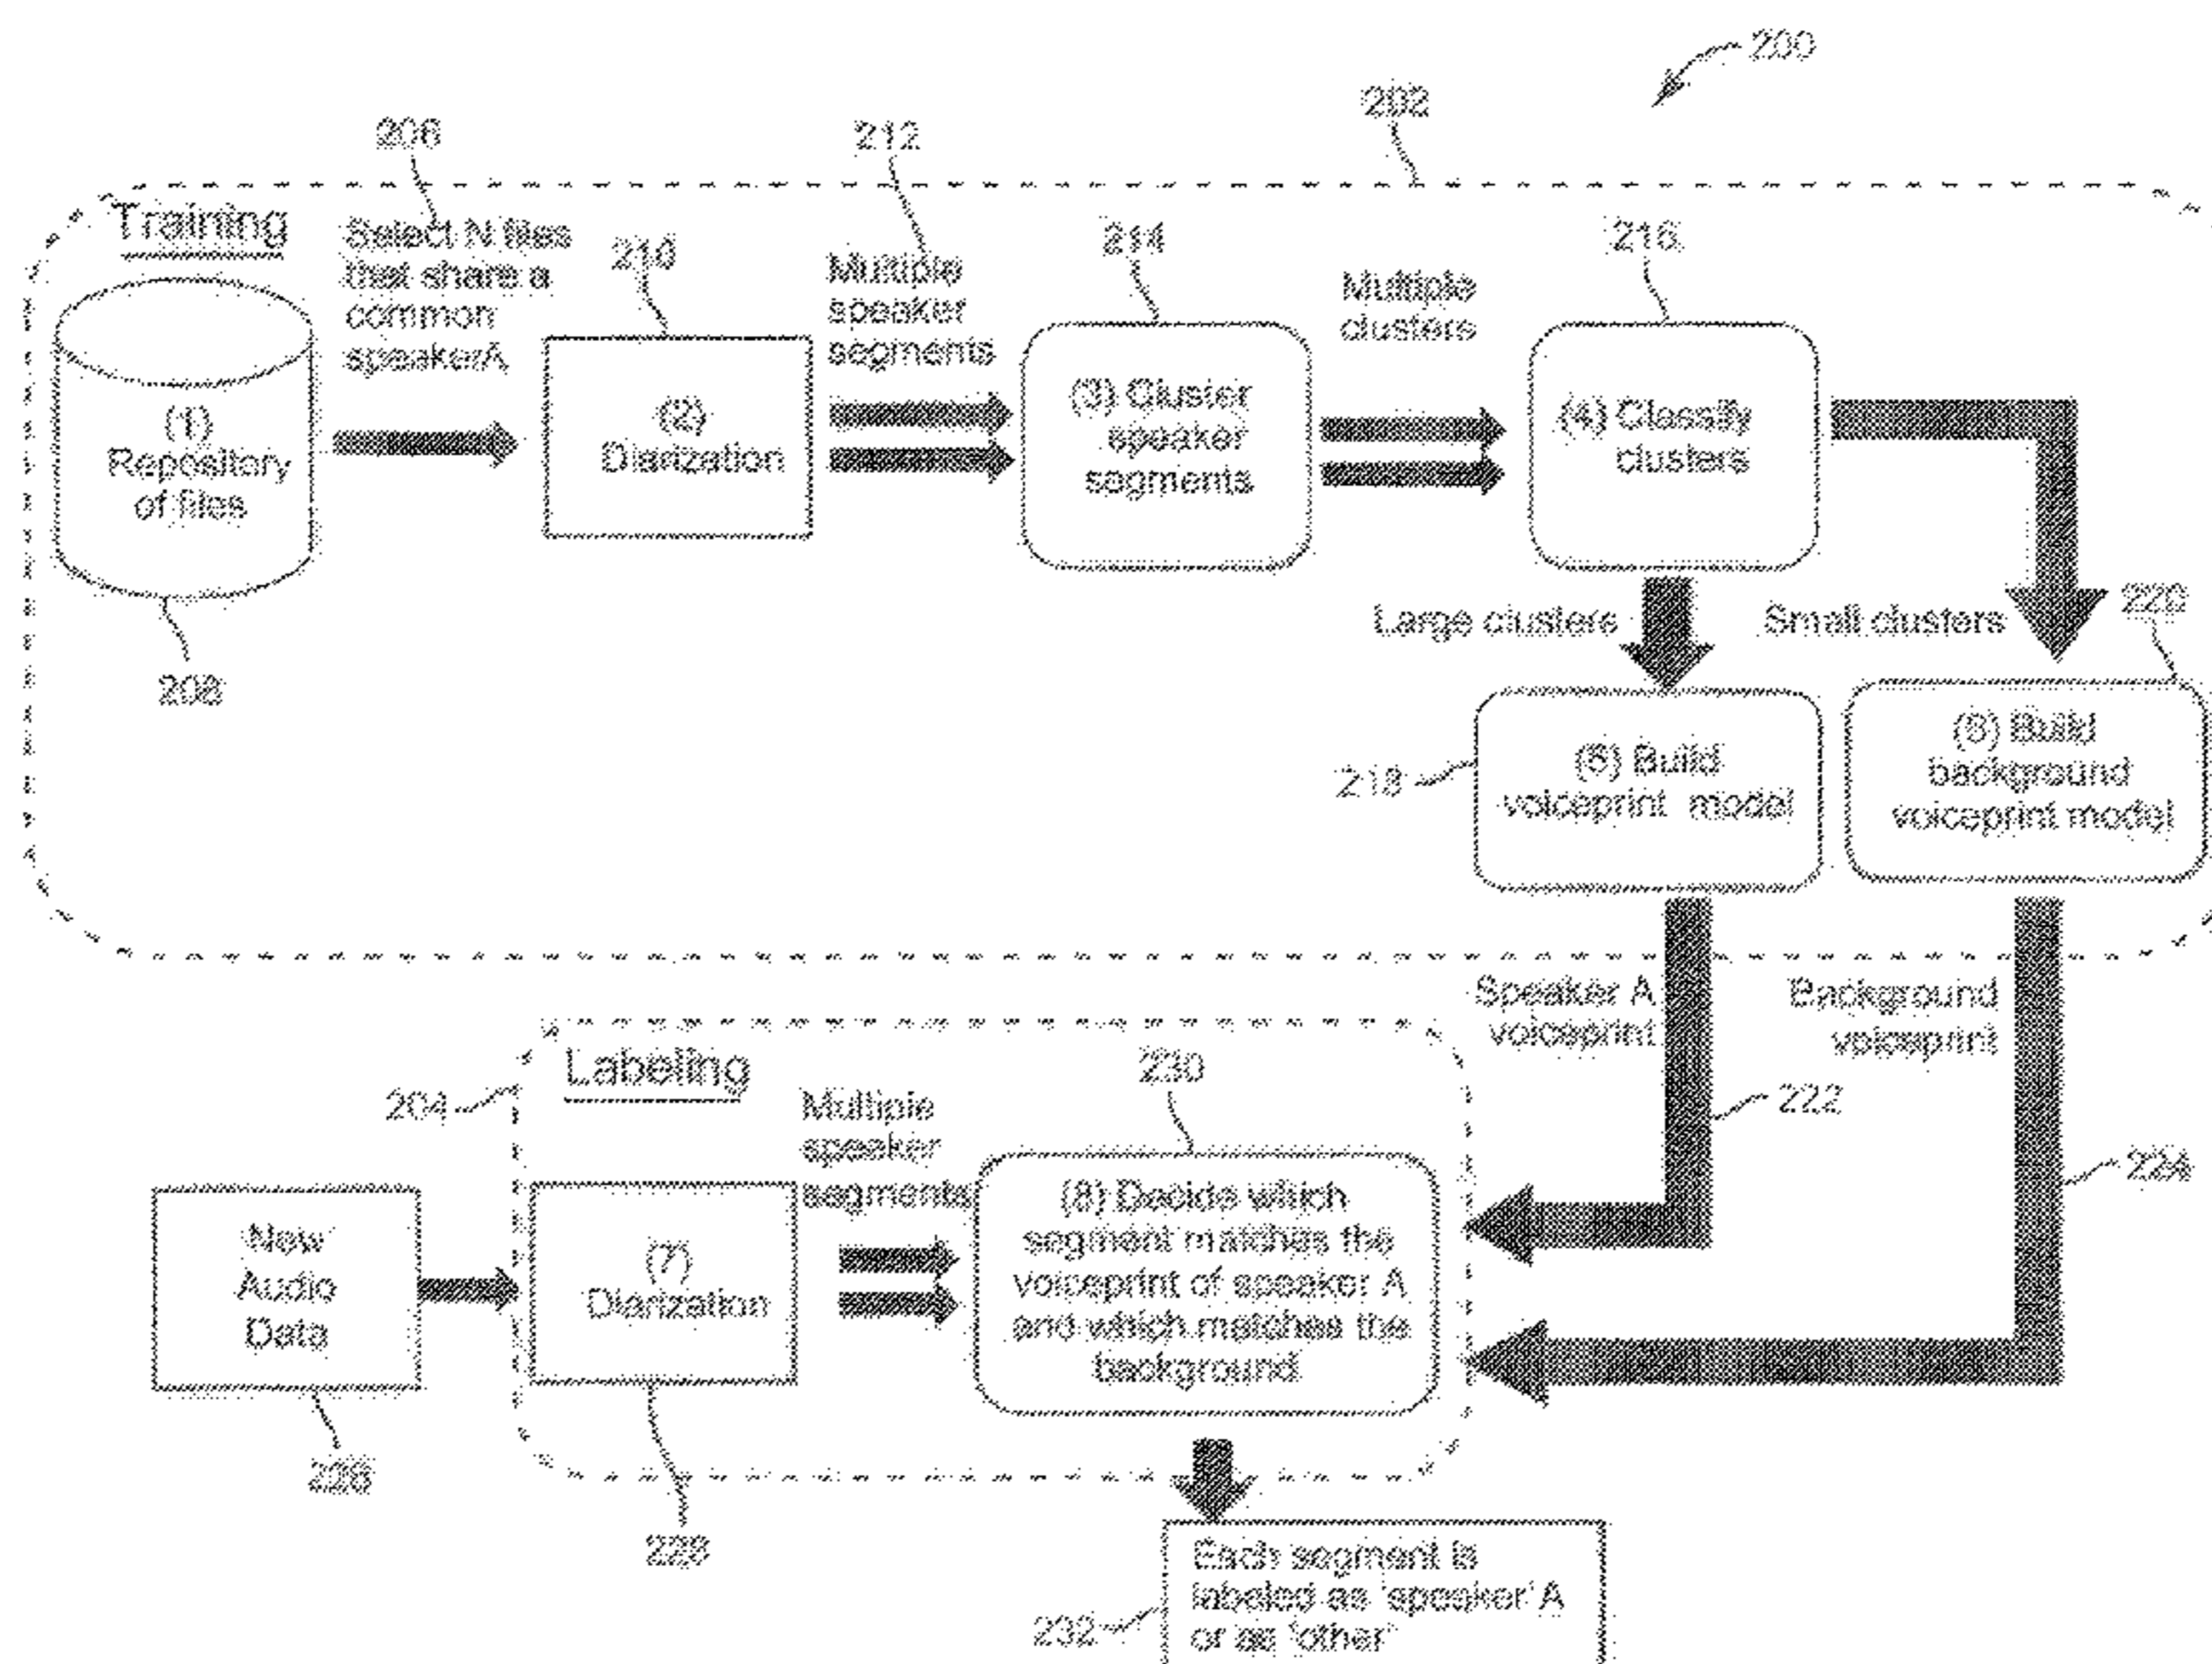 200
202
206
212
Training
Select N files
that share a
common
speakerA
210
Multiple
speaker
segments
214
Multiple
clusters
216
(1)
Repository
of files
(2)
Diarization
(3) Cluster
speaker
segments
(4) Classify
clusters
208
Large clusters
Small clusters
220
218
Build
voiceprint model
(6) Build
background
voiceprint model
Speaker A
voiceprint
Background
voiceprint
204
Labeling
230
222
Multiple
speaker
segments
224
New
Audio
Data
(7)
Diarization
(8) Decide which
segment matches the
voiceprint of speaker A
and which matches the
background
226
228
232
Each segment is
labeled as 'speaker' A
or as 'other'